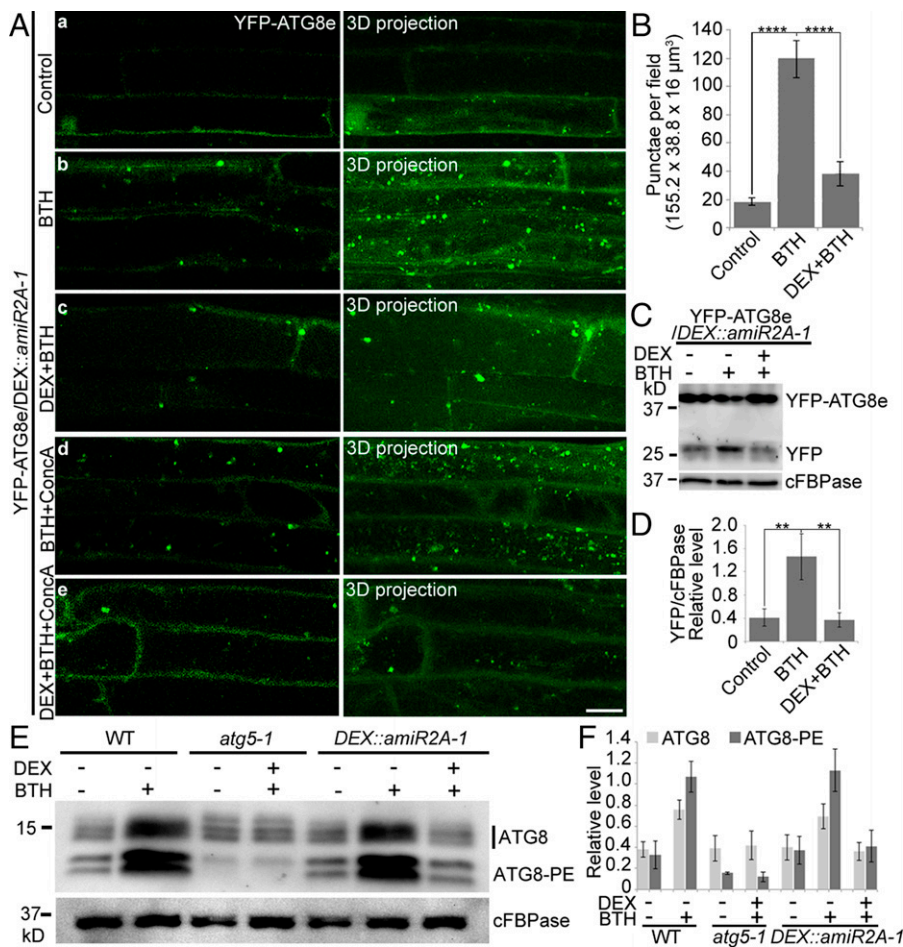 A
YFP-ATG8e/DEX::amiR2A-1
Control
a
YFP-ATG8e
3D projection
BTH
b
3D projection
DEX+BTH
c
3D projection
BTH+ConcA
d
3D projection
DEX+BTH+ConcA
e
3D projection
B
Punctae per field
(155.2 x 38.8 x 16 µm³)
140
120
100
80
60
40
20
0
**** ****
Control
BTH
DEX+BTH
C
YFP-ATG8e
/DEX::amiR2A-1
DEX - - +
BTH - + +
kD
37
YFP-ATG8e
25
YFP
37
cFBPase
D
YFP/cFBPase
Relative level
2.0
1.6
1.2
0.8
0.4
0
** **
Control
BTH
DEX+BTH
E
WT atg5-1 DEX::amiR2A-1
DEX - - - + - - +
BTH - + - + - + +
15
ATG8
ATG8-PE
37
kD
cFBPase
F
ATG8 ATG8-PE
Relative level
1.4
1.2
1.0
0.8
0.6
0.4
0.2
0
DEX - - - + - - +
BTH - + - + - + +
WT atg5-1 DEX::amiR2A-1